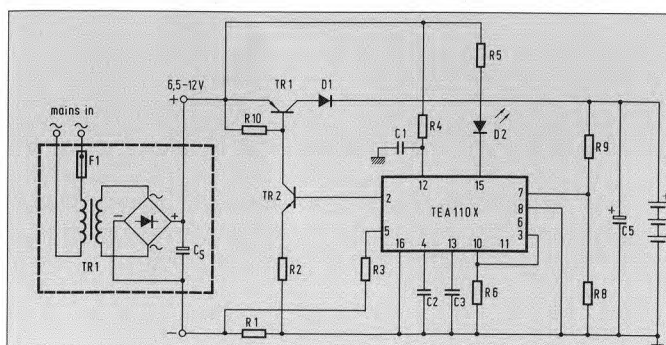 6,5-12V
mains in
F1
TR1
CS
TR1
D1
R10
TR2
R2
R1
R3
C1
R4
R5
D2
12
15
2
5
TEA110X
7
8
6
3
16
4
13
10
11
C2
C3
R6
R9
R8
C5